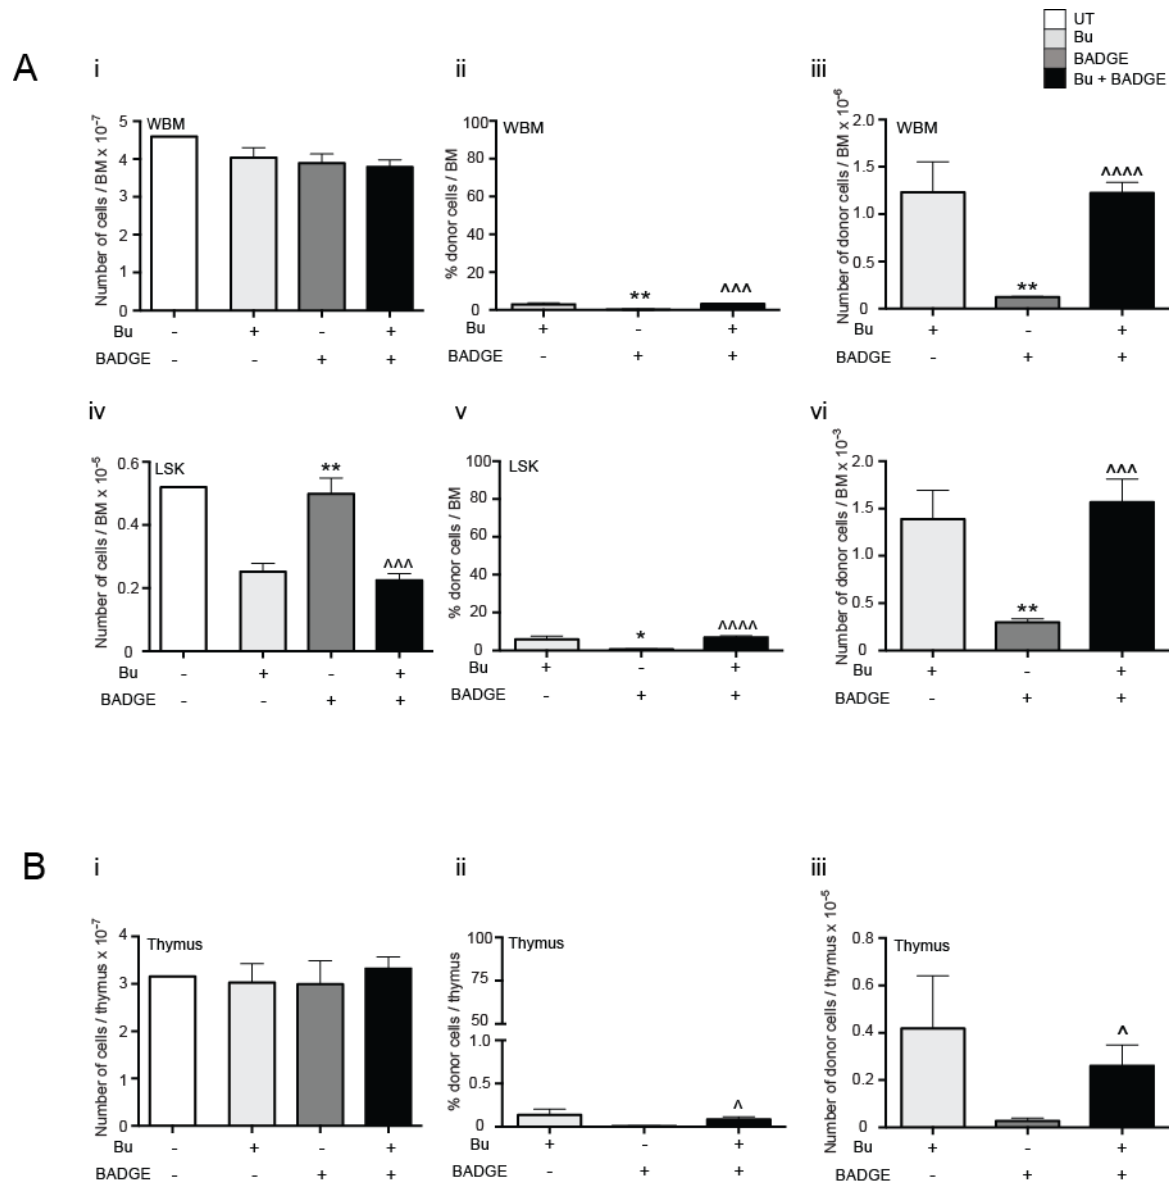 UT
Bu
BADGE
Bu + BADGE
A
i
ii
iii
Number of cells / BM x 10⁻⁷
WBM
5
4
3
4
2
1
0
Bu - + - +
BADGE - - + +
% donor cells / BM
WBM
100
80
60
40
20
0
** ^^^
Bu + - +
BADGE - + +
Number of donor cells / BM x 10⁻⁶
WBM
2.0
1.5
1.0
0.5
0
** ^^^^
Bu + - +
BADGE - + +
iv
v
vi
Number of cells / BM x 10⁻⁵
LSK
0.6
0.4
0.2
0
** ^^^
Bu - + - +
BADGE - - + +
% donor cells / BM
LSK
100
80
60
40
20
0
* ^^^^
Bu + - +
BADGE - + +
Number of donor cells / BM x 10⁻³
2.0
1.5
1.0
0.5
0
** ^^^
Bu + - +
BADGE - + +
B
i
ii
iii
Number of cells / thymus x 10⁻⁷
Thymus
4
3
7
1
0
Bu - + - +
BADGE - - + +
% donor cells / thymus
Thymus
100
75
50
1.0
0.5
0
^
Bu + - +
BADGE - + +
Number of donor cells / thymus x 10⁻⁵
Thymus
0.8
0.6
0.4
0.2
0
^
Bu + - +
BADGE - + +